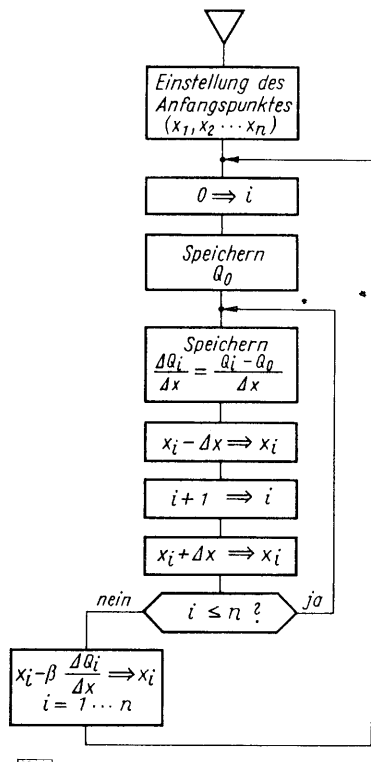 Einstellung des
Anfangspunktes
(x₁, x₂ ··· xₙ)
0 ⟹ i
Speichern
Q₀
Speichern
ΔQᵢ/Δx = (Qᵢ − Q₀)/Δx
xᵢ − Δx ⟹ xᵢ
i + 1 ⟹ i
xᵢ + Δx ⟹ xᵢ
nein
i ≤ n ?
ja
xᵢ − β ΔQᵢ/Δx ⟹ xᵢ
i = 1 ··· n